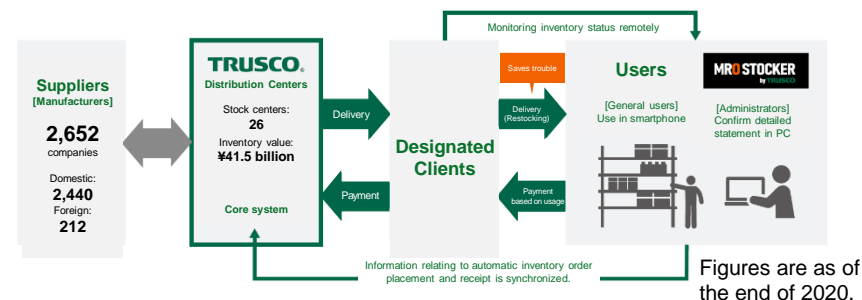 Monitoring inventory status remotely
Suppliers
[Manufacturers]
2,652
companies
Domestic:
2,440
Foreign:
212
TRUSCO®
Distribution Centers
Stock centers:
26
Inventory value:
¥41.5 billion
Core system
Delivery
Payment
Designated
Clients
Saves trouble
Delivery
(Restocking)
Payment
based on usage
Users
[General users]
Use in smartphone
MRO STOCKER
by TRUSCO
[Administrators]
Confirm detailed
statement in PC
Information relating to automatic inventory order
placement and receipt is synchronized.
Figures are as of
the end of 2020.